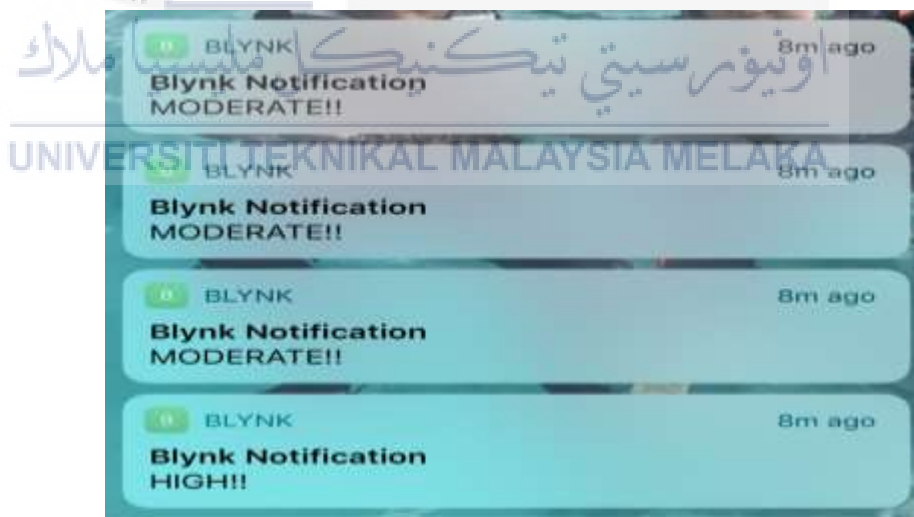 BLYNK 8m ago
Blynk Notification
MODERATE!!
اونيورسيتي تيكنيكل مليسيا ملاك
UNIVERSITI TEKNIKAL MALAYSIA MELAKA
BLYNK 8m ago
Blynk Notification
MODERATE!!
BLYNK 8m ago
Blynk Notification
MODERATE!!
BLYNK 8m ago
Blynk Notification
HIGH!!